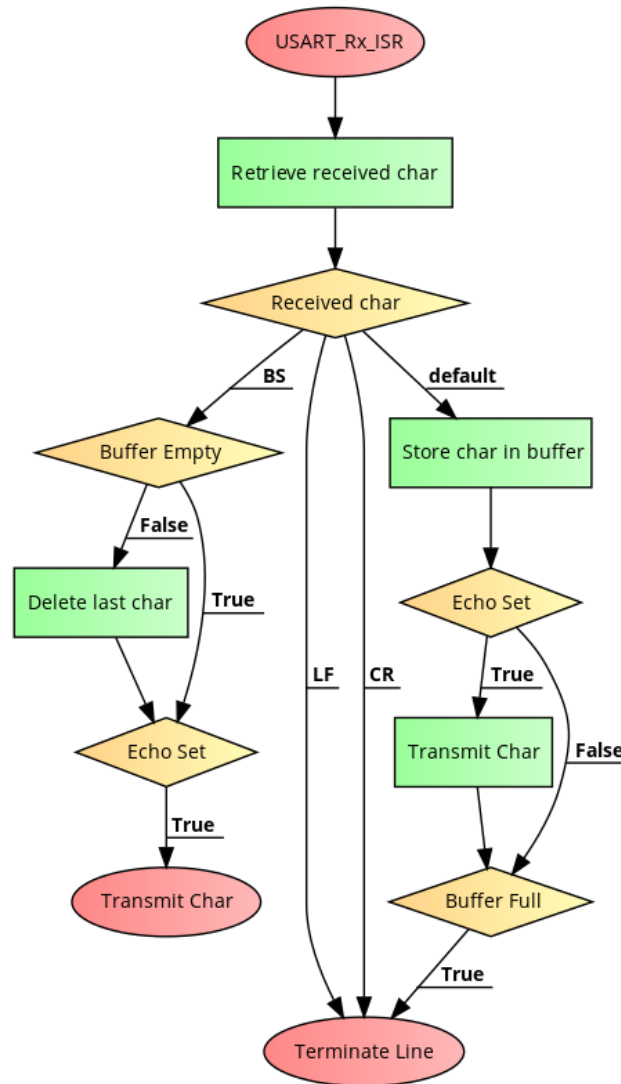 USART_Rx_ISR
Retrieve received char
Received char
BS
default
Buffer Empty
Store char in buffer
False
Delete last char
True
Echo Set
LF
CR
True
Transmit Char
False
Echo Set
True
Transmit Char
Buffer Full
True
Terminate Line